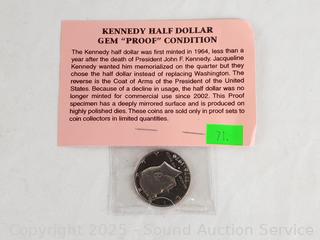 KENNEDY HALF DOLLAR
GEM "PROOF" CONDITION
The Kennedy half dollar was first minted in 1964, less than a
year after the death of President John F. Kennedy. Jacqueline
Kennedy wanted him memorialized on the quarter but they
chose the half dollar instead of replacing Washington. The
reverse is the Coat of Arms of the President of the United
States. Because of a decline in usage, the half dollar was no
longer minted for commercial use since 2002. This Proof
specimen has a deeply mirrored surface and is produced on
highly polished dies. These coins are sold only in proof sets to
coin collectors in limited quantities.
71.
Copyright 2025 - Sound Auction Service